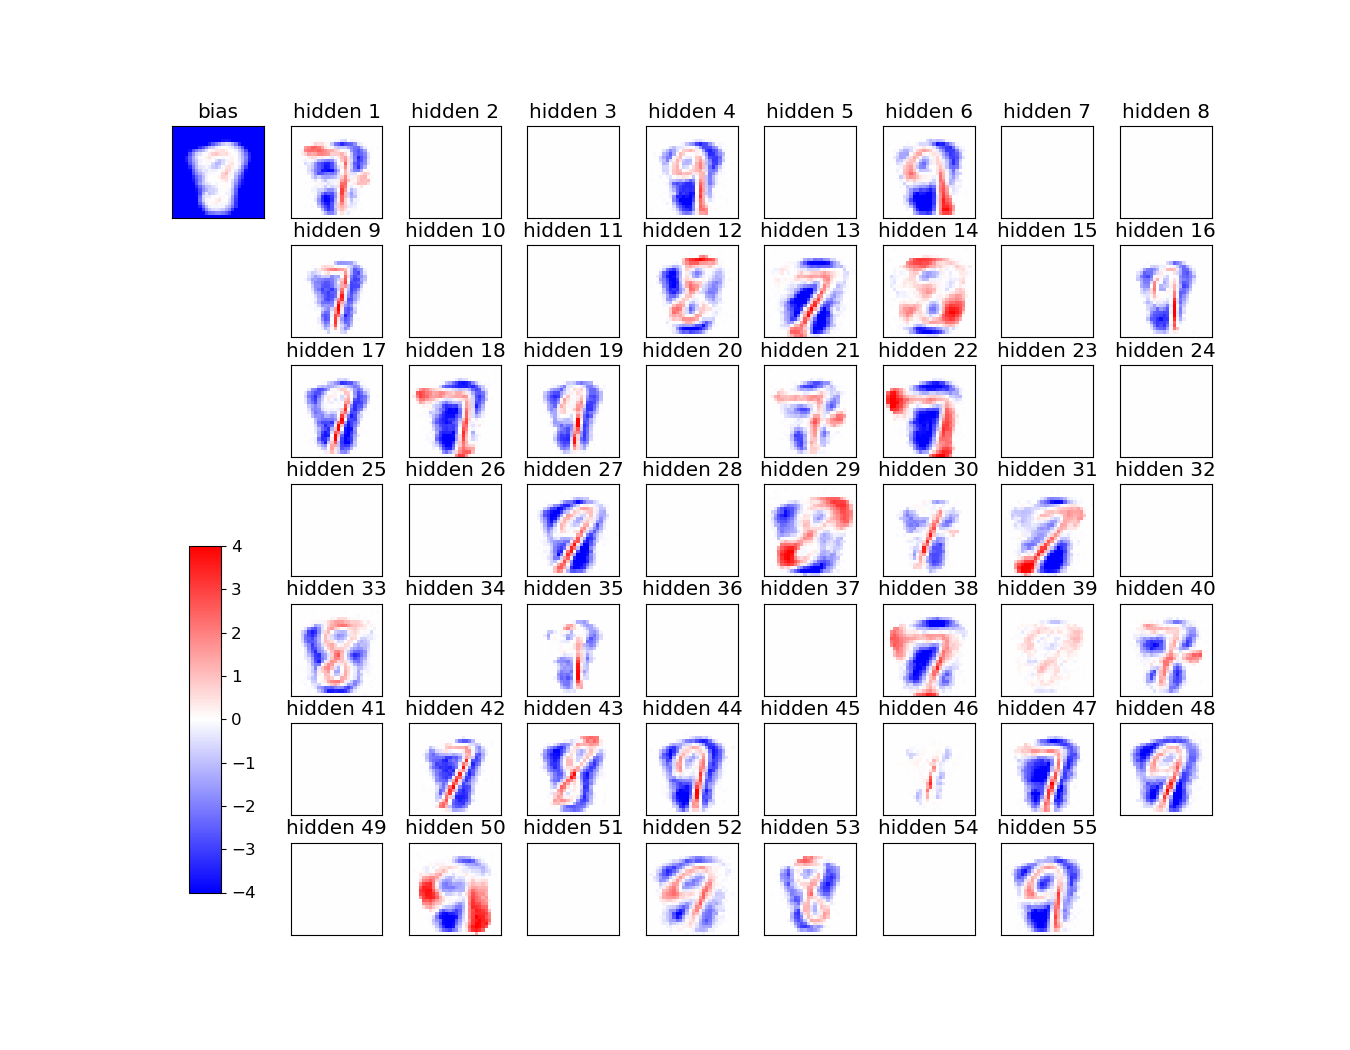 bias hidden 1 hidden 2 hidden 3 hidden 4 hidden 5 hidden 6 hidden 7 hidden 8
hidden 9 hidden 10 hidden 11 hidden 12 hidden 13 hidden 14 hidden 15 hidden 16
hidden 17 hidden 18 hidden 19 hidden 20 hidden 21 hidden 22 hidden 23 hidden 24
hidden 25 hidden 26 hidden 27 hidden 28 hidden 29 hidden 30 hidden 31 hidden 32
4
3
hidden 33 hidden 34 hidden 35 hidden 36 hidden 37 hidden 38 hidden 39 hidden 40
2
1
hidden 41 hidden 42 hidden 43 hidden 44 hidden 45 hidden 46 hidden 47 hidden 48
0
−1
−2
hidden 49 hidden 50 hidden 51 hidden 52 hidden 53 hidden 54 hidden 55
−3
−4